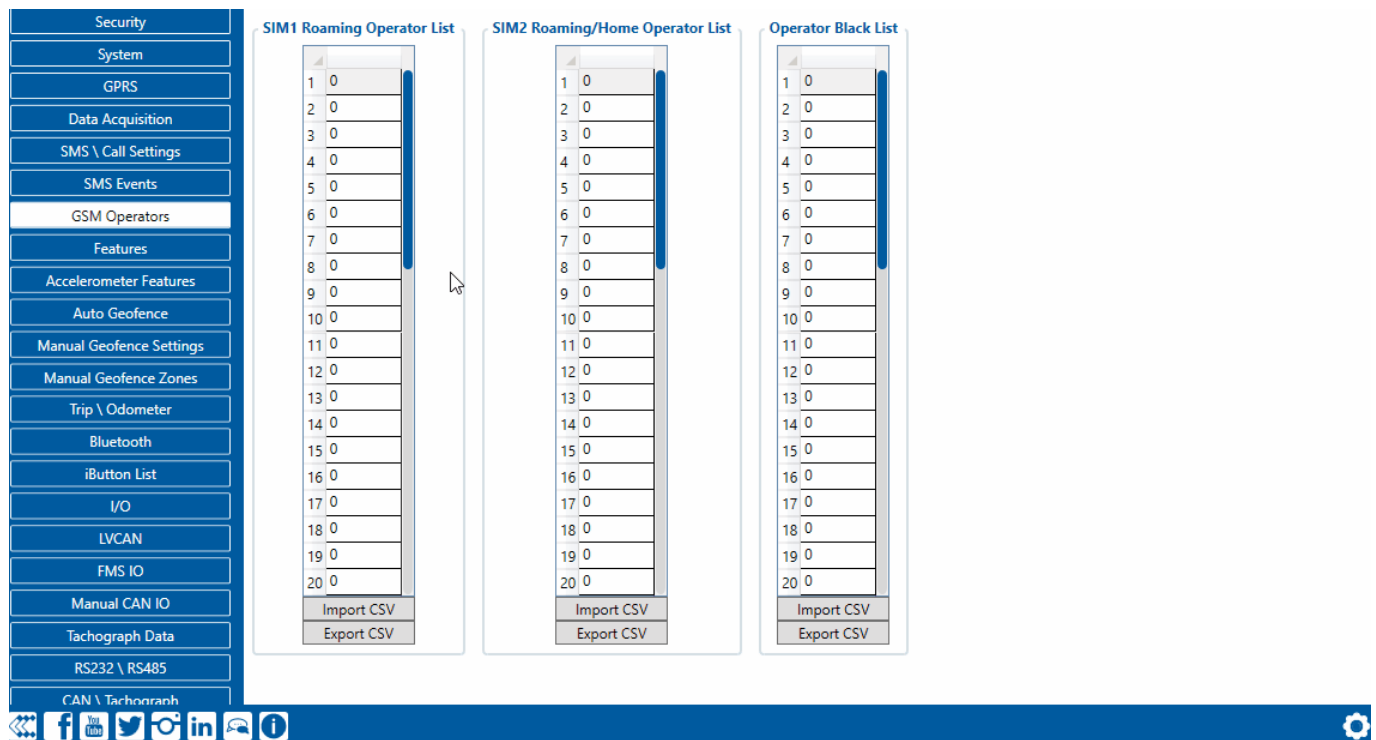 Security
System
GPRS
Data Acquisition
SMS \ Call Settings
SMS Events
GSM Operators
Features
Accelerometer Features
Auto Geofence
Manual Geofence Settings
Manual Geofence Zones
Trip \ Odometer
Bluetooth
iButton List
I/O
LVCAN
FMS IO
Manual CAN IO
Tachograph Data
RS232 \ RS485
CAN \ Tachograph
SIM1 Roaming Operator List
1 0
2 0
3 0
4 0
5 0
6 0
7 0
8 0
9 0
10 0
11 0
12 0
13 0
14 0
15 0
16 0
17 0
18 0
19 0
20 0
Import CSV
Export CSV
SIM2 Roaming/Home Operator List
1 0
2 0
3 0
4 0
5 0
6 0
7 0
8 0
9 0
10 0
11 0
12 0
13 0
14 0
15 0
16 0
17 0
18 0
19 0
20 0
Import CSV
Export CSV
Operator Black List
1 0
2 0
3 0
4 0
5 0
6 0
7 0
8 0
9 0
10 0
11 0
12 0
13 0
14 0
15 0
16 0
17 0
18 0
19 0
20 0
Import CSV
Export CSV
f
You
Tube
in
i